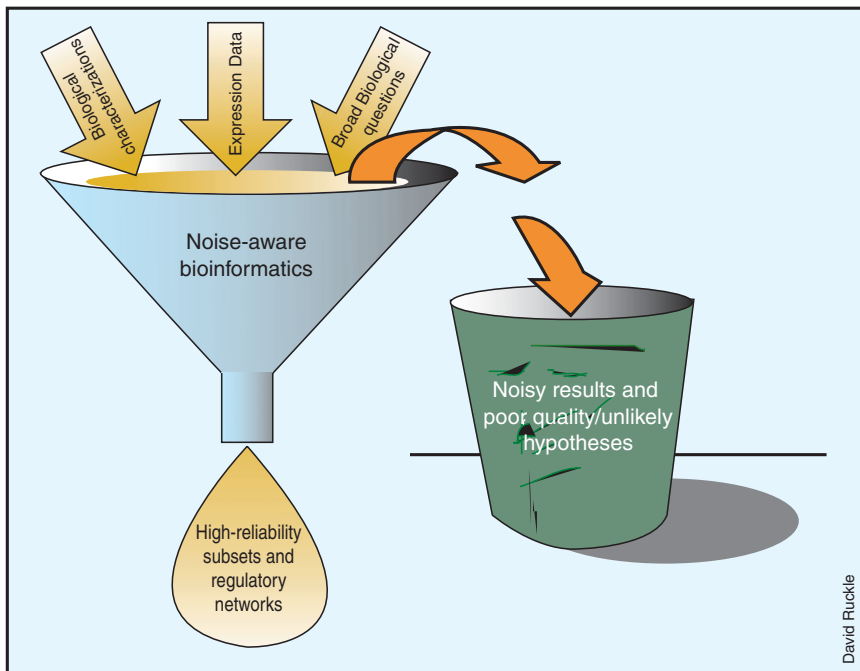 Biological
characterizations
Expression Data
Broad Biological
questions
Noise-aware
bioinformatics
Noisy results and
poor quality/unlikely
hypotheses
High-reliability
subsets and
regulatory
networks
David Ruckle